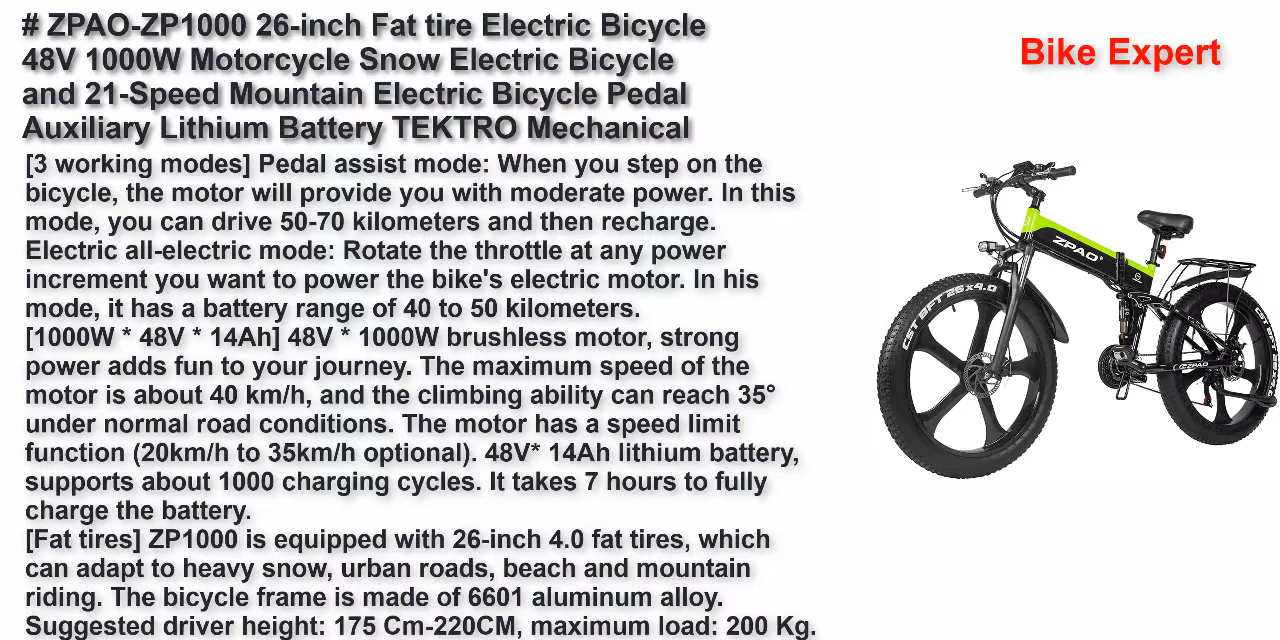 # ZPAO-ZP1000 26-inch Fat tire Electric Bicycle
48V 1000W Motorcycle Snow Electric Bicycle
and 21-Speed Mountain Electric Bicycle Pedal
Auxiliary Lithium Battery TEKTRO Mechanical
Bike Expert
[3 working modes] Pedal assist mode: When you step on the
bicycle, the motor will provide you with moderate power. In this
mode, you can drive 50-70 kilometers and then recharge.
Electric all-electric mode: Rotate the throttle at any power
increment you want to power the bike's electric motor. In his
mode, it has a battery range of 40 to 50 kilometers.
[1000W * 48V * 14Ah] 48V * 1000W brushless motor, strong
power adds fun to your journey. The maximum speed of the
motor is about 40 km/h, and the climbing ability can reach 35°
under normal road conditions. The motor has a speed limit
function (20km/h to 35km/h optional). 48V* 14Ah lithium battery,
supports about 1000 charging cycles. It takes 7 hours to fully
charge the battery.
[Fat tires] ZP1000 is equipped with 26-inch 4.0 fat tires, which
can adapt to heavy snow, urban roads, beach and mountain
riding. The bicycle frame is made of 6601 aluminum alloy.
Suggested driver height: 175 Cm-220CM, maximum load: 200 Kg.
ZPAO
CST BFT 26x4.0
ZPAO